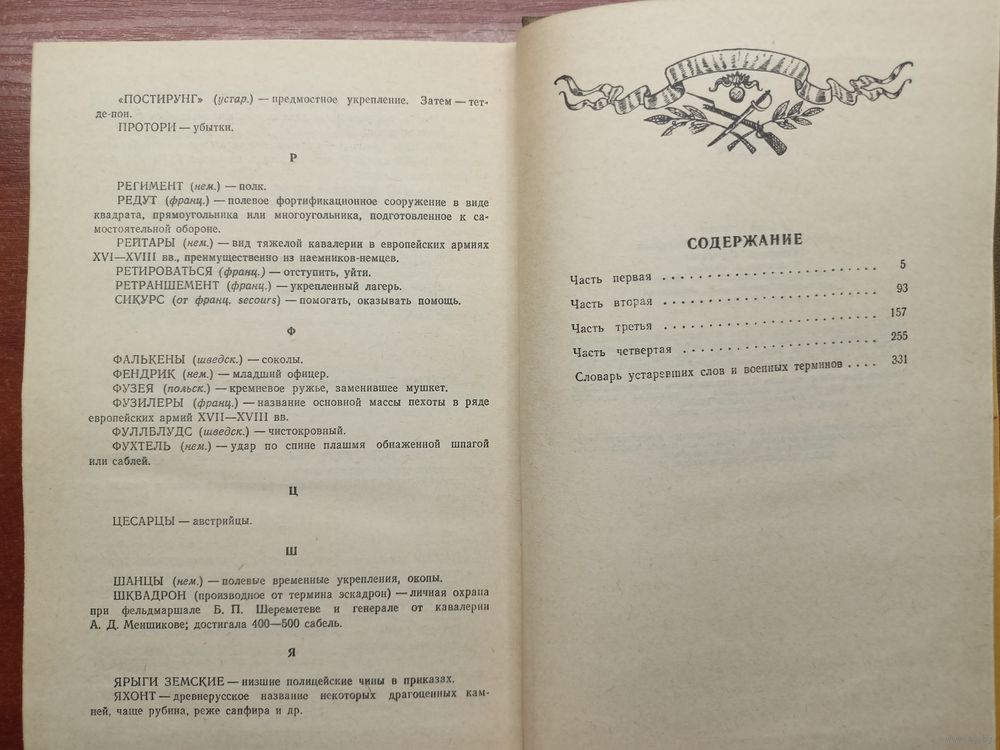 «ПОСТИРУНГ» (устар.) — предмостное укрепление. Затем — тет-
де-пон.
ПРОТОРИ — убытки.
Р
РЕГИМЕНТ (нем.) — полк.
РЕДУТ (франц.) — полевое фортификационное сооружение в виде
квадрата, прямоугольника или многоугольника, подготовленное к са-
мостоятельной обороне.
РЕЙТАРЫ (нем.) — вид тяжелой кавалерии в европейских армиях
XVI—XVIII вв., преимущественно из наемников-немцев.
РЕТИРОВАТЬСЯ (франц.) — отступить, уйти.
РЕТРАНШЕМЕНТ (франц.) — укрепленный лагерь.
СИКУРС (от франц. secours) — помогать, оказывать помощь.
Ф
ФАЛЬКЕНЫ (шведск.) — соколы.
ФЕНДРИК (нем.) — младший офицер.
ФУЗЕЯ (польск.) — кремневое ружье, заменившее мушкет.
ФУЗИЛЕРЫ (франц.) — название основной массы пехоты в ряде
европейских армий XVII—XVIII вв.
ФУЛЛБЛУДС (шведск.) — чистокровный.
ФУХТЕЛЬ (нем.) — удар по спине плашмя обнаженной шпагой
или саблей.
Ц
ЦЕСАРЦЫ — австрийцы.
Ш
ШАНЦЫ (нем.) — полевые временные укрепления, окопы.
ШКВАДРОН (производное от термина эскадрон) — личная охрана
при фельдмаршале Б. П. Шереметеве и генерале от кавалерии
А. Д. Меншикове; достигала 400—500 сабель.
Я
ЯРЫГИ ЗЕМСКИЕ — низшие полицейские чины в приказах.
ЯХОНТ — древнерусское название некоторых драгоценных кам-
ней, чаще рубина, реже сапфира и др.
СОДЕРЖАНИЕ
Часть первая . . . . . . . . . . . . . . . . . . . . 5
Часть вторая . . . . . . . . . . . . . . . . . . . . 93
Часть третья . . . . . . . . . . . . . . . . . . . . 157
Часть четвертая . . . . . . . . . . . . . . . . . . 255
Словарь устаревших слов и военных терминов . . . . 331